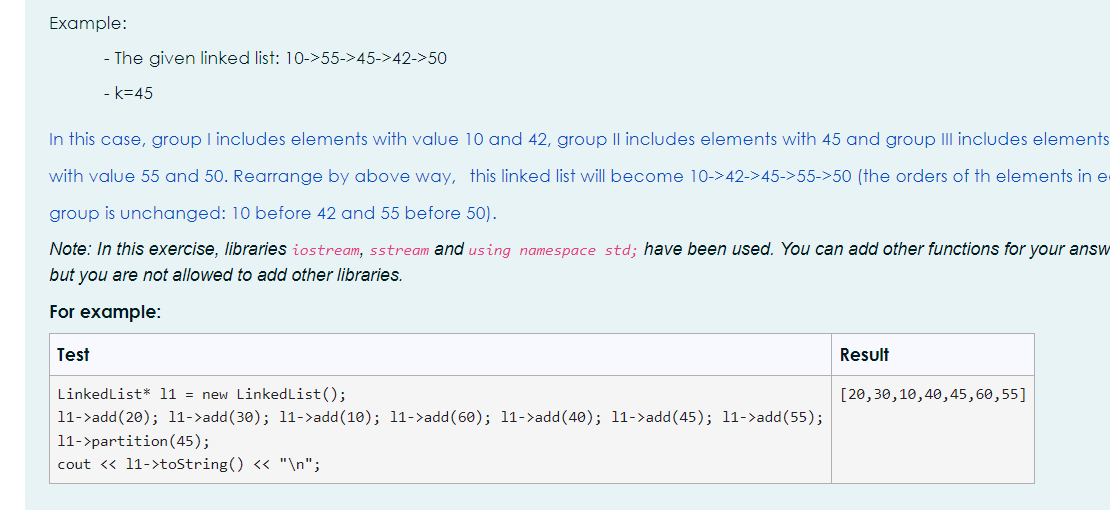 Example:
- The given linked list: 10->55->45->42->50
- k=45
In this case, group I includes elements with value 10 and 42, group II includes elements with 45 and group III includes elements
with value 55 and 50. Rearrange by above way, this linked list will become 10->42->45->55->50 (the orders of th elements in
group is unchanged: 10 before 42 and 55 before 50).
Note: In this exercise, libraries iostream, sstream and using namespace std; have been used. You can add other functions for your
but you are not allowed to add other libraries.
For example:
Test Result
LinkedList* l1 = new LinkedList(); [20,30,10,40,45,60,55]
l1->add(20); l1->add(30); l1->add(10); l1->add(60); l1->add(40); l1->add(45); l1->add(55);
l1->partition(45);
cout << l1->toString() << "\n";